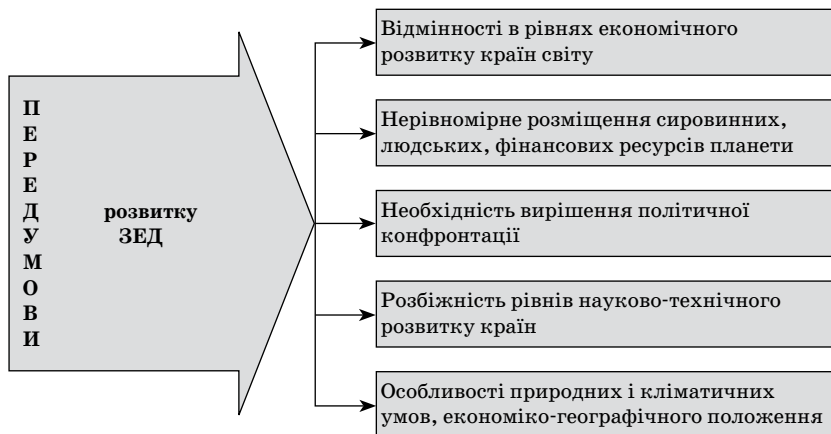 ПЕРЕДУМОВИ
розвитку
ЗЕД
Відмінності в рівнях економічного
розвитку країн світу
Нерівномірне розміщення сировинних,
людських, фінансових ресурсів планети
Необхідність вирішення політичної
конфронтації
Розбіжність рівнів науково-технічного
розвитку країн
Особливості природних і кліматичних
умов, економіко-географічного положення